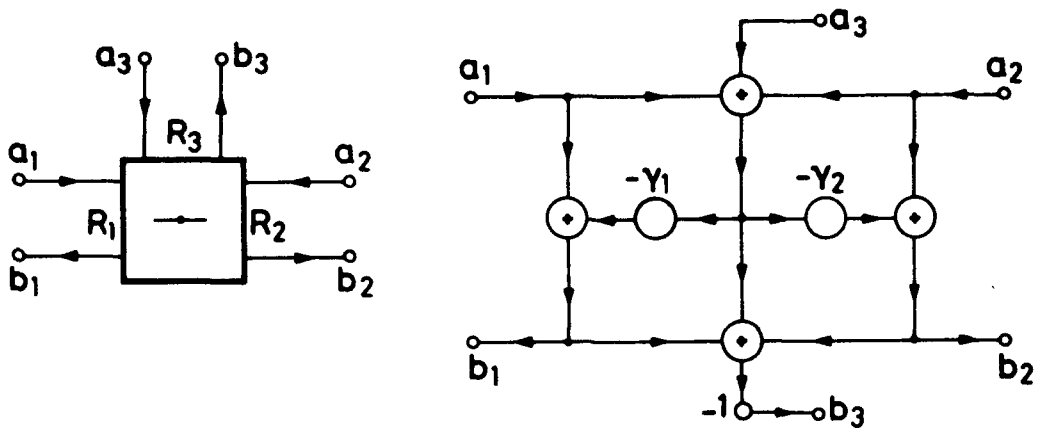 a₃ b₃
R₃
a₁ a₂
R₁ R₂
b₁ b₂
a₃
a₁ + a₂
-γ₁ -γ₂
+ +
b₁ + b₂
-1 b₃